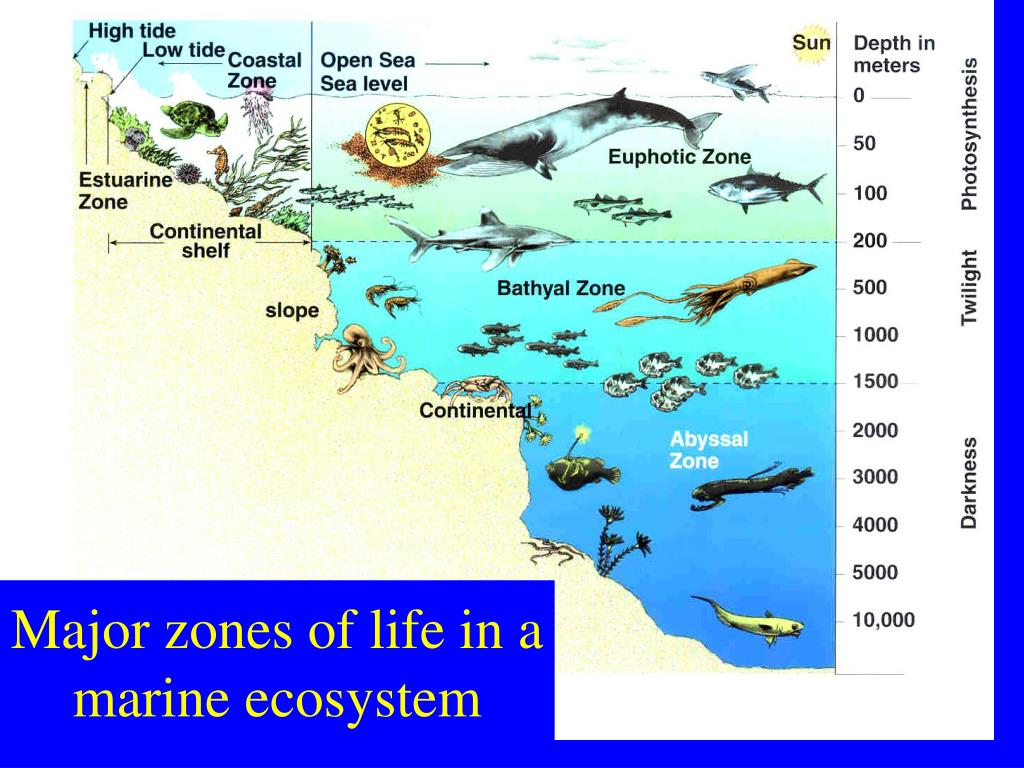 High tide
Low tide
Coastal
Zone
Open Sea
Sea level
Sun
Depth in
meters
0
50
100
200
500
1000
1500
2000
3000
4000
5000
10,000
Photosynthesis
Twilight
Darkness
Euphotic Zone
Estuarine
Zone
Continental
shelf
Bathyal Zone
slope
Continental
Abyssal
Zone
Major zones of life in a
marine ecosystem